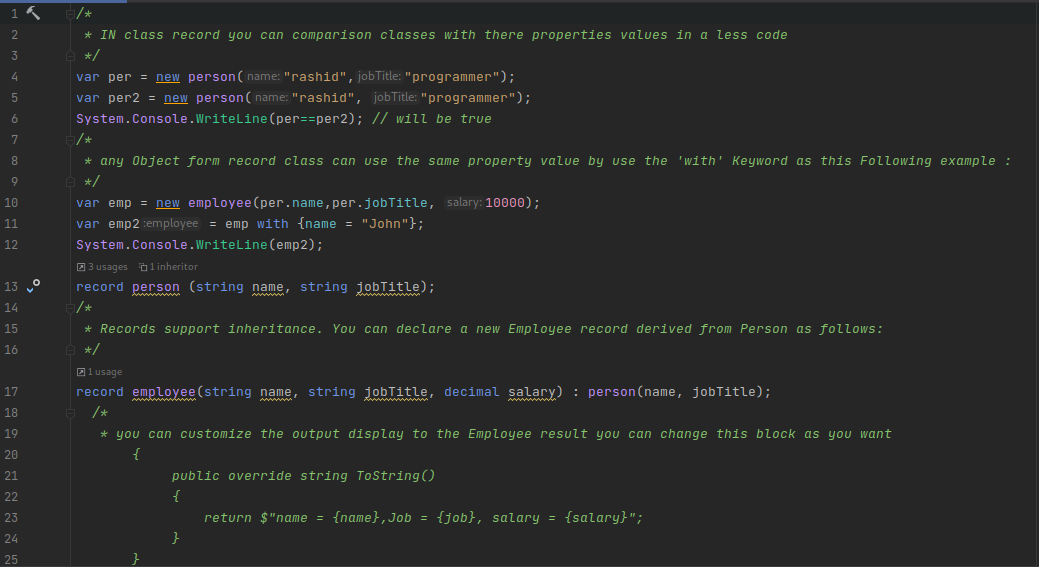 1 /*
2 * IN class record you can comparison classes with there properties values in a less code
3 */
4 var per = new person( name: "rashid", jobTitle: "programmer");
5 var per2 = new person( name: "rashid", jobTitle: "programmer");
6 System.Console.WriteLine(per==per2); // will be true
7 /*
8 * any Object form record class can use the same property value by use the 'with' Keyword as this Following example :
9 */
10 var emp = new employee(per.name,per.jobTitle, salary: 10000);
11 var emp2 :employee = emp with {name = "John"};
12 System.Console.WriteLine(emp2);
3 usages 1 inheritor
13 record person (string name, string jobTitle);
14 /*
15 * Records support inheritance. You can declare a new Employee record derived from Person as follows:
16 */
1 usage
17 record employee(string name, string jobTitle, decimal salary) : person(name, jobTitle);
18 /*
19 * you can customize the output display to the Employee result you can change this block as you want
20 {
21 public override string ToString()
22 {
23 return $"name = {name},Job = {job}, salary = {salary}";
24 }
25 }